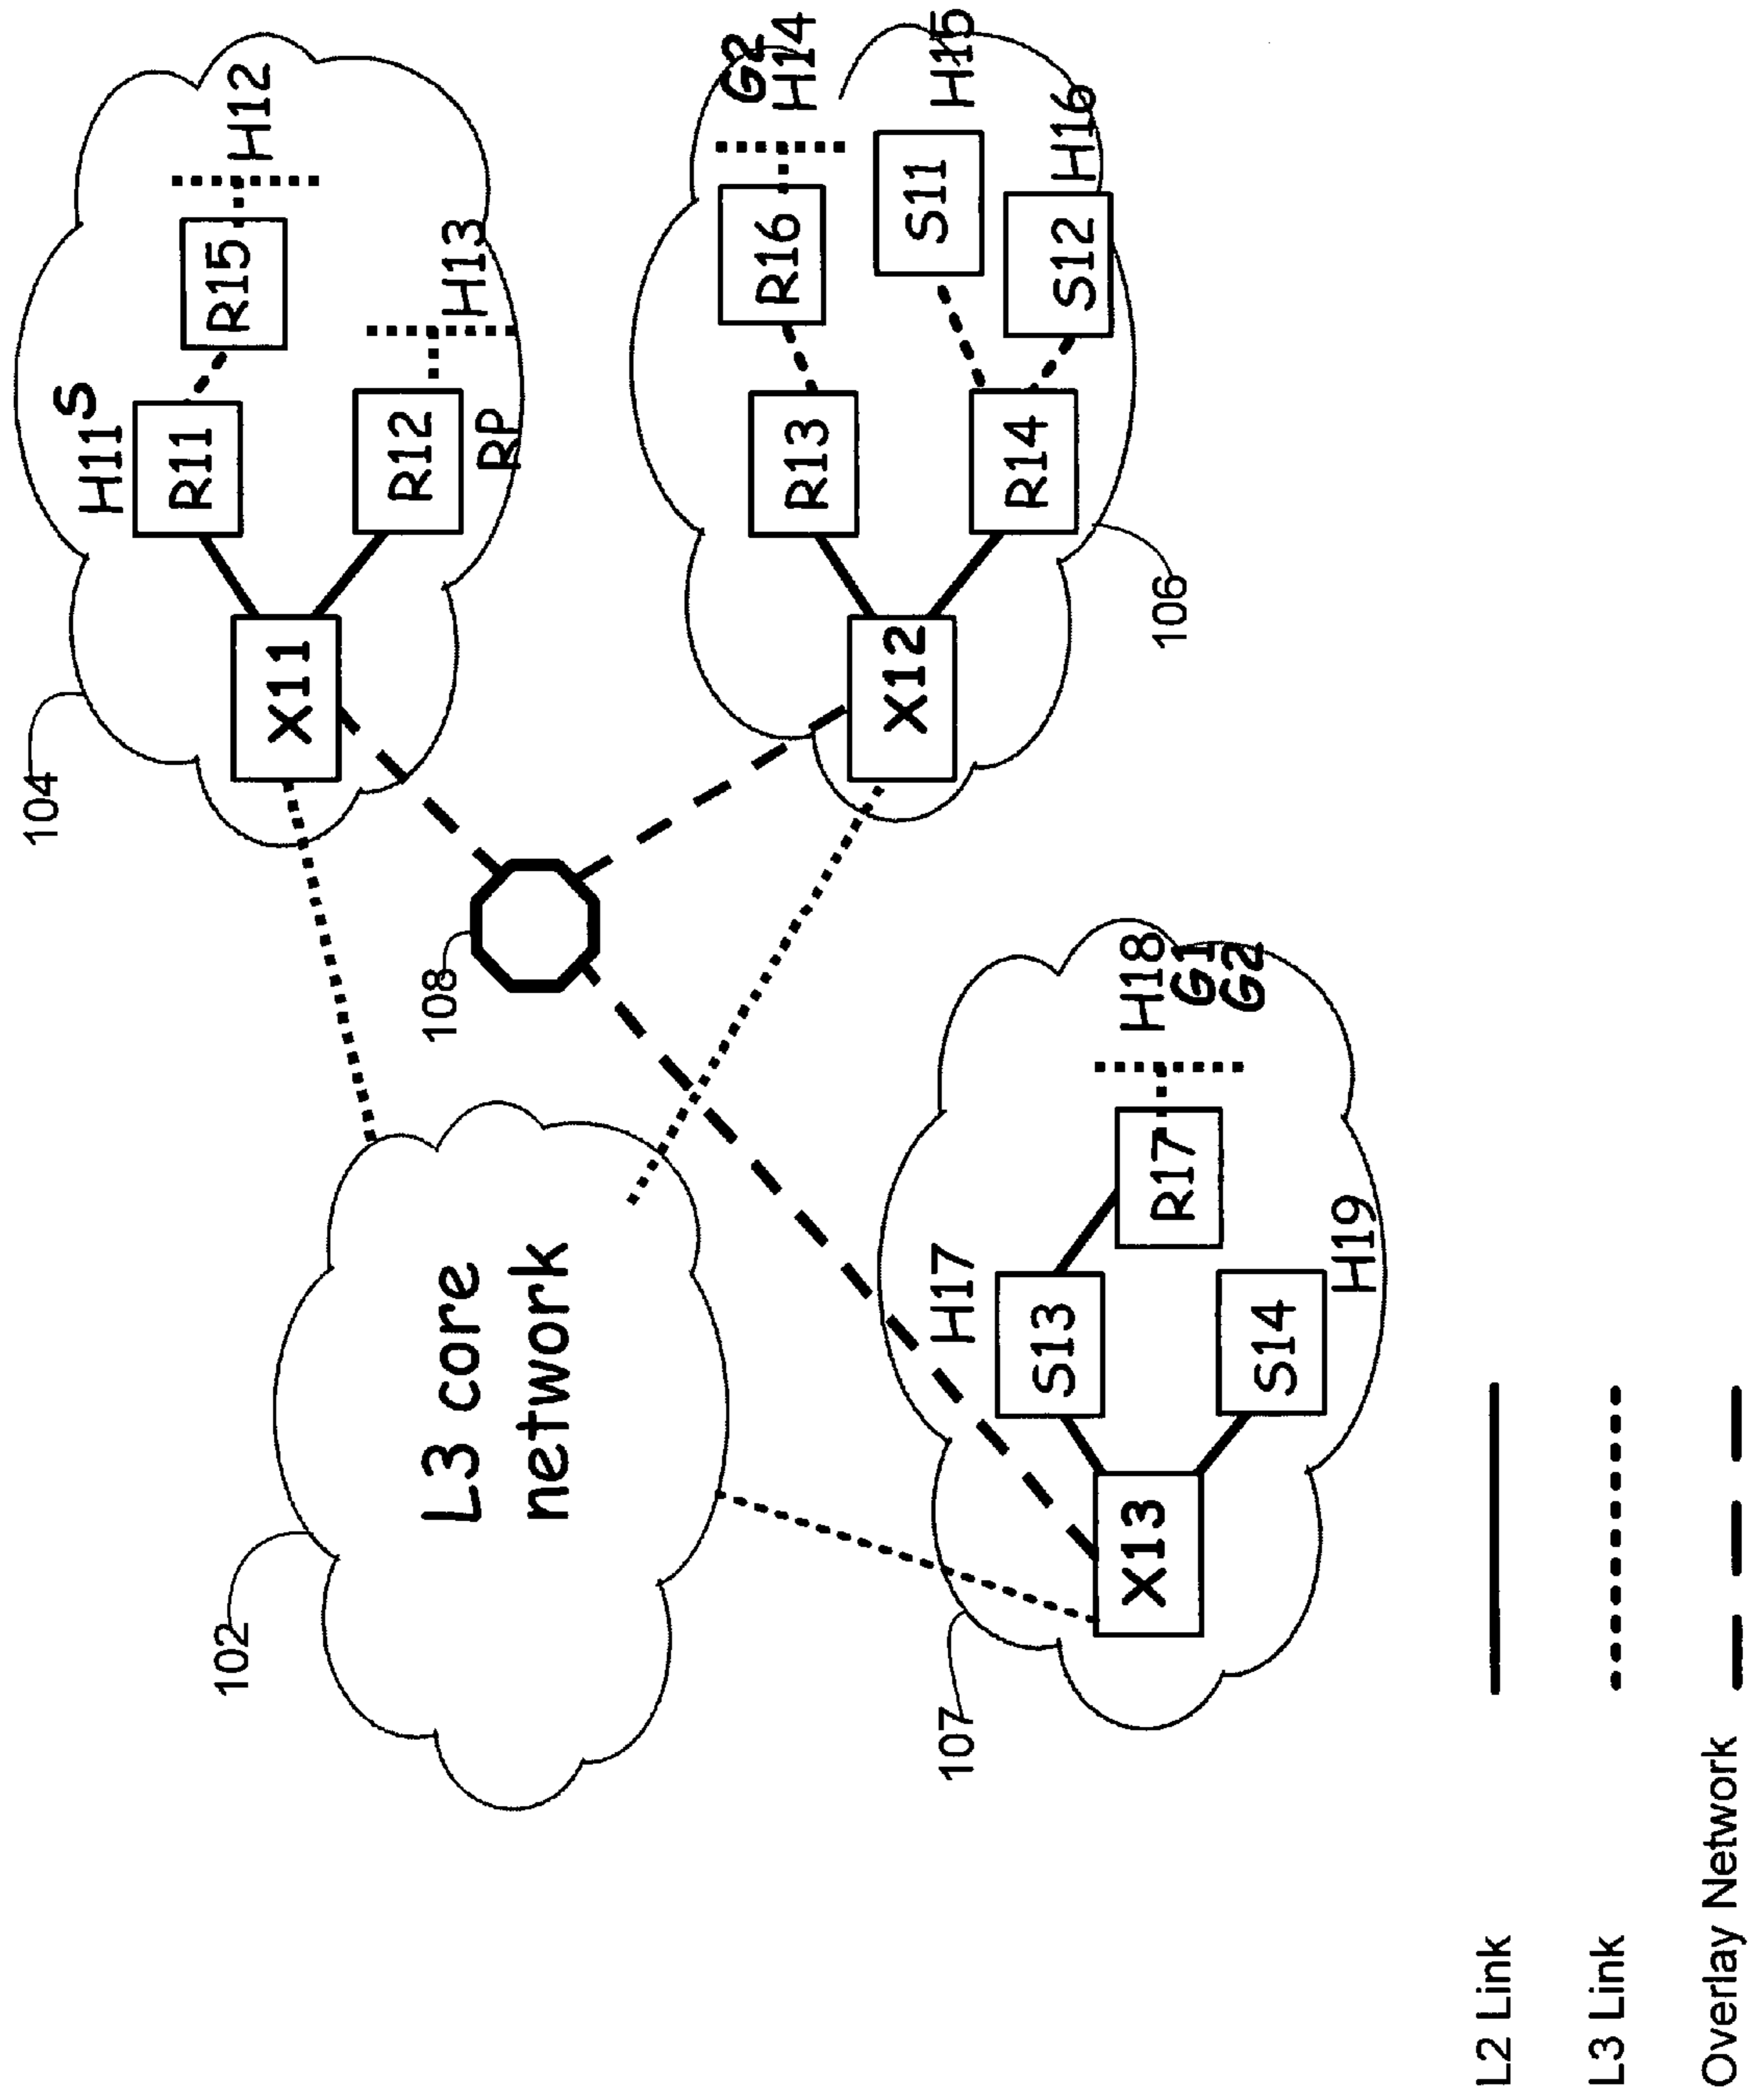 102
L3 core
network
104
X11
H11
S
R11
R15
H12
R12
RP
H13
108
107
X13
H17
S13
S14
H19
R17
H18
G1
G2
106
X12
R13
R16
G2
H14
R14
S11
H15
S12
H16
L2 Link
L3 Link
Overlay Network